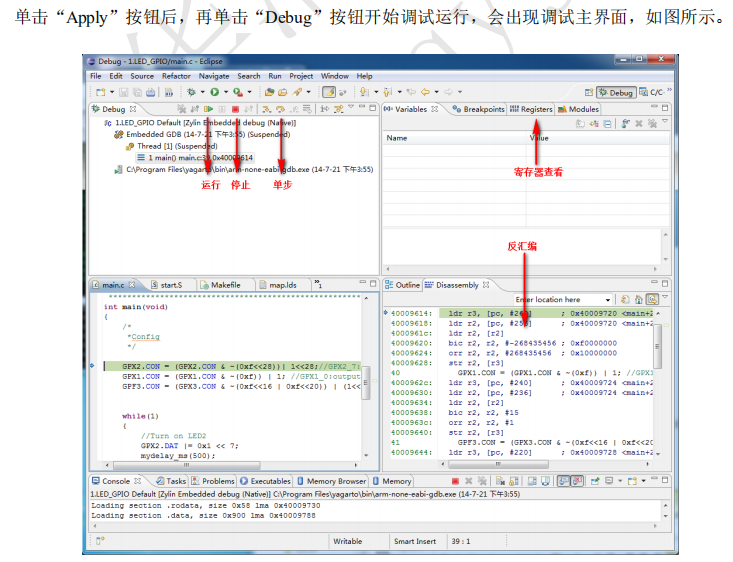 单击“Apply”按钮后，再单击“Debug”按钮开始调试运行，会出现调试主界面，如图所示。
Debug - 1.LED_GPIO/main.c - Eclipse
File Edit Source Refactor Navigate Search Run Project Window Help
Debug C/C
Debug
1.LED_GPIO Default [Zylin Embedded debug (Native)]
Embedded GDB (14-7-21 下午3:55) (Suspended)
Thread [1] (Suspended)
1 main() main.c:39 0x40009614
C:\Program Files\yagarto\bin\arm-none-eabi-gdb.exe (14-7-21 下午3:55)
运行 停止 单步
Variables Breakpoints Registers Modules
Name Value
寄存器查看
反汇编
main.c start.S Makefile map.lds 1
int main(void)
{
/*
*Config
*/
GPX2.CON = (GPX2.CON & ~(0xf<<28))| 1<<28;//GPX2_7:
GPX1.CON = (GPX1.CON & ~(0xf)) | 1; //GPX1_0:output
GPF3.CON = (GPX3.CON & ~(0xf<<16 | 0xf<<20)) | (1<<
while(1)
{
//Turn on LED2
GPX2.DAT |= 0x1 << 7;
mydelay_ms(500);
Outline Disassembly
Enter location here
40009614: ldr r3, [pc, ; 0x40009720 <main+2
40009618: ldr r2, [pc, ; 0x40009720 <main+2
4000961c: ldr r2, [r2]
40009620: bic r2, r2, #-268435456 ; 0xf0000000
40009624: orr r2, r2, #268435456 ; 0x10000000
40009628: str r2, [r3]
40 GPX1.CON = (GPX1.CON & ~(0xf)) | 1; //GPX1
4000962c: ldr r3, [pc, #240] ; 0x40009724 <main+2
40009630: ldr r2, [pc, #236] ; 0x40009724 <main+2
40009634: ldr r2, [r2]
40009638: bic r2, r2, #15
4000963c: orr r2, r2, #1
40009640: str r2, [r3]
41 GPF3.CON = (GPX3.CON & ~(0xf<<16 | 0xf<<20
40009644: ldr r3, [pc, #220] ; 0x40009728 <main+2
Console Tasks Problems Executables Memory Browser Memory
1.LED_GPIO Default [Zylin Embedded debug (Native)] C:\Program Files\yagarto\bin\arm-none-eabi-gdb.exe (14-7-21 下午3:55)
Loading section .rodata, size 0x58 lma 0x40009730
Loading section .data, size 0x900 lma 0x40009788
Writable Smart Insert 39 : 1